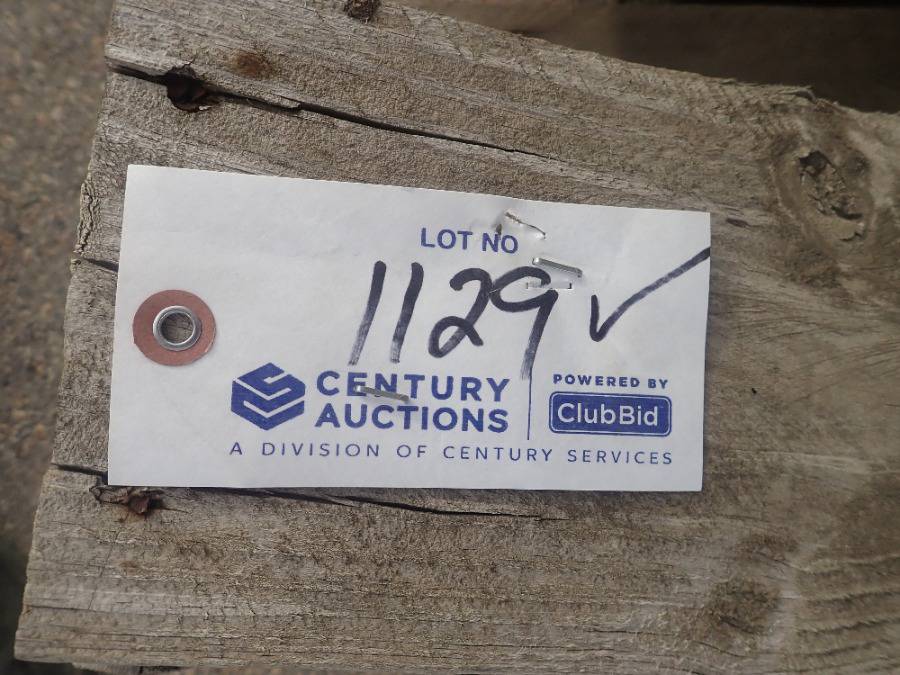 LOT NO
1129 ✓
CENTURY
AUCTIONS
POWERED BY
ClubBid
A DIVISION OF CENTURY SERVICES